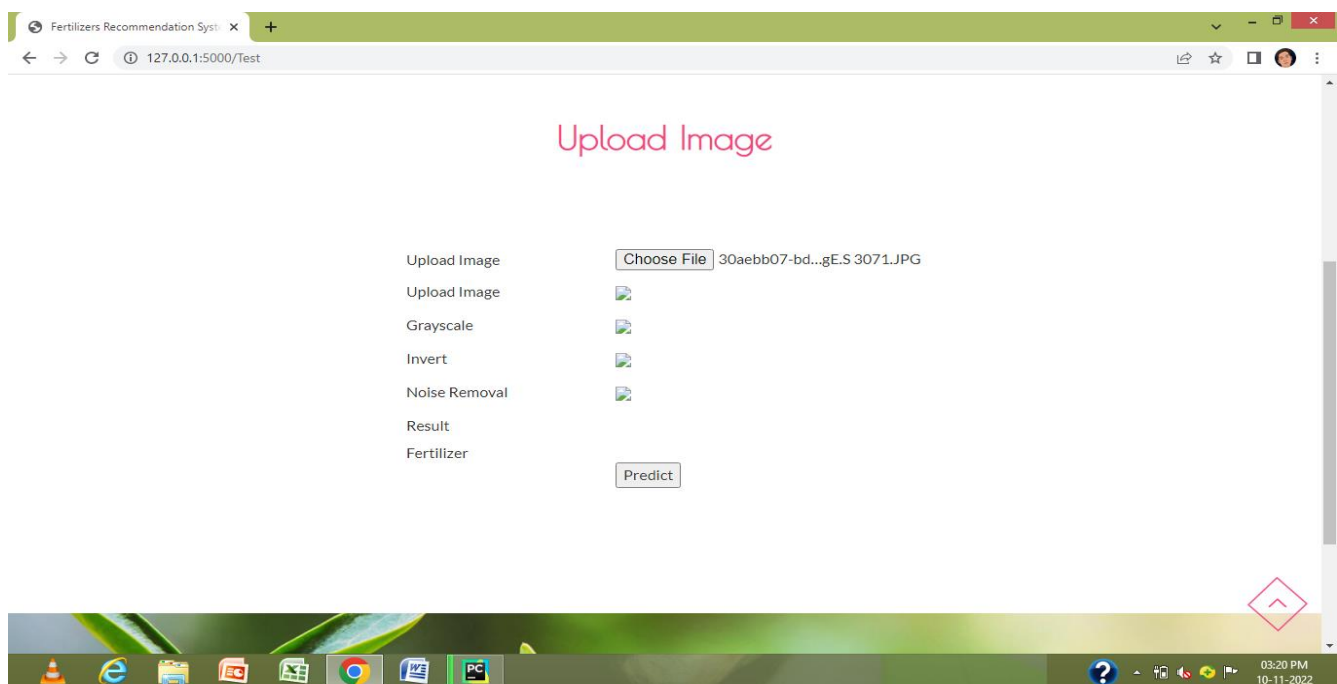 Fertilizers Recommendation Syst
127.0.0.1:5000/Test
Upload Image
Upload Image Choose File 30aebb07-bd...gE.S 3071.JPG
Upload Image
Grayscale
Invert
Noise Removal
Result
Fertilizer
Predict
PC
03:20 PM
10-11-2022